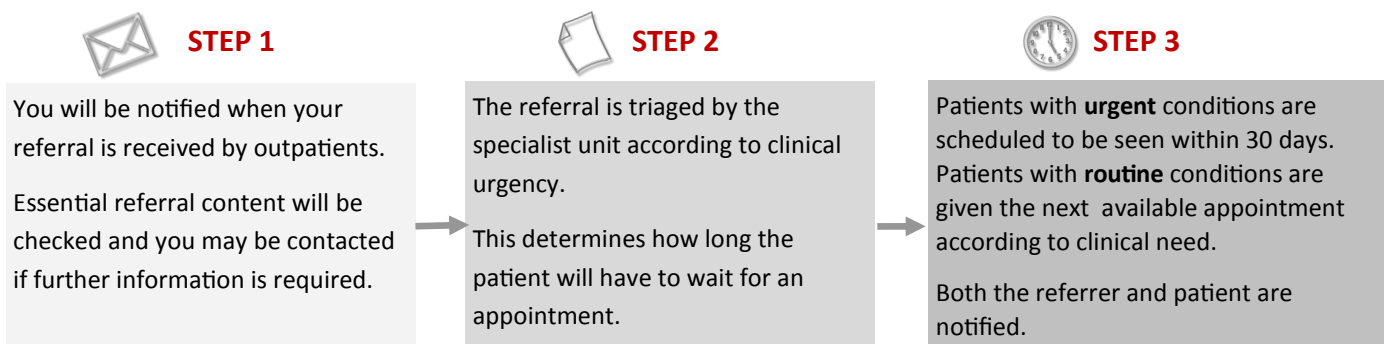 STEP 1
You will be notified when your
referral is received by outpatients.
Essential referral content will be
checked and you may be contacted
if further information is required.
STEP 2
The referral is triaged by the
specialist unit according to clinical
urgency.
This determines how long the
patient will have to wait for an
appointment.
STEP 3
Patients with urgent conditions are
scheduled to be seen within 30 days.
Patients with routine conditions are
given the next available appointment
according to clinical need.
Both the referrer and patient are
notified.